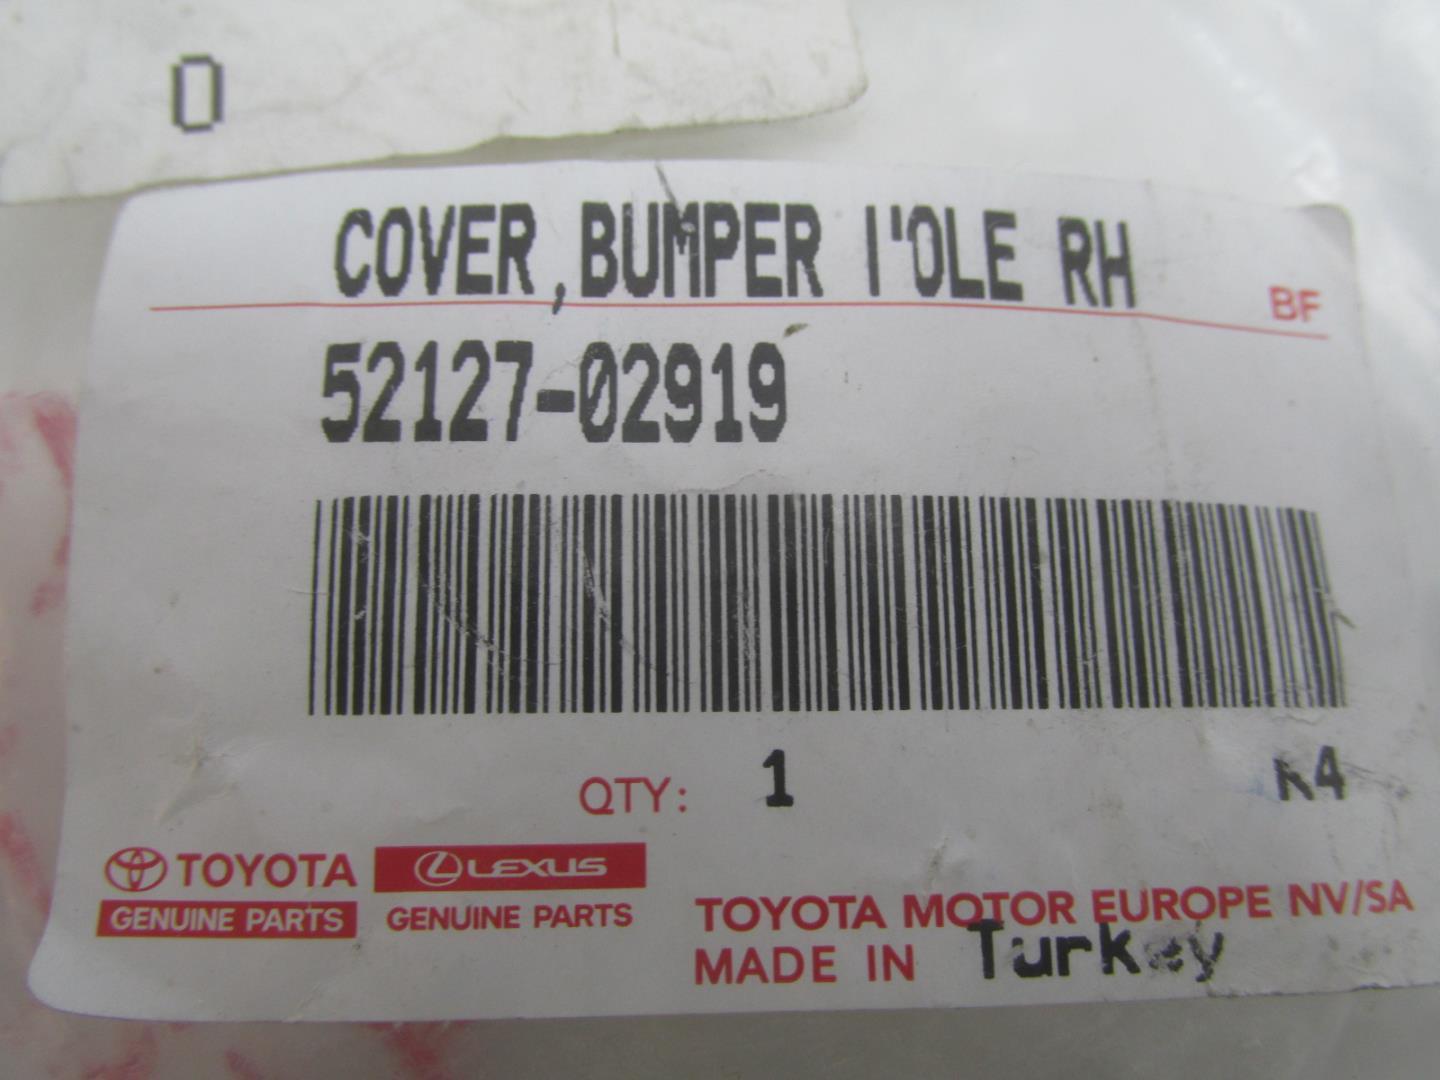 0
COVER,BUMPER I'OLE RH
BF
52127-02919
QTY: 1
K4
TOYOTA
GENUINE PARTS
LEXUS
GENUINE PARTS
TOYOTA MOTOR EUROPE NV/SA
MADE IN Turkey